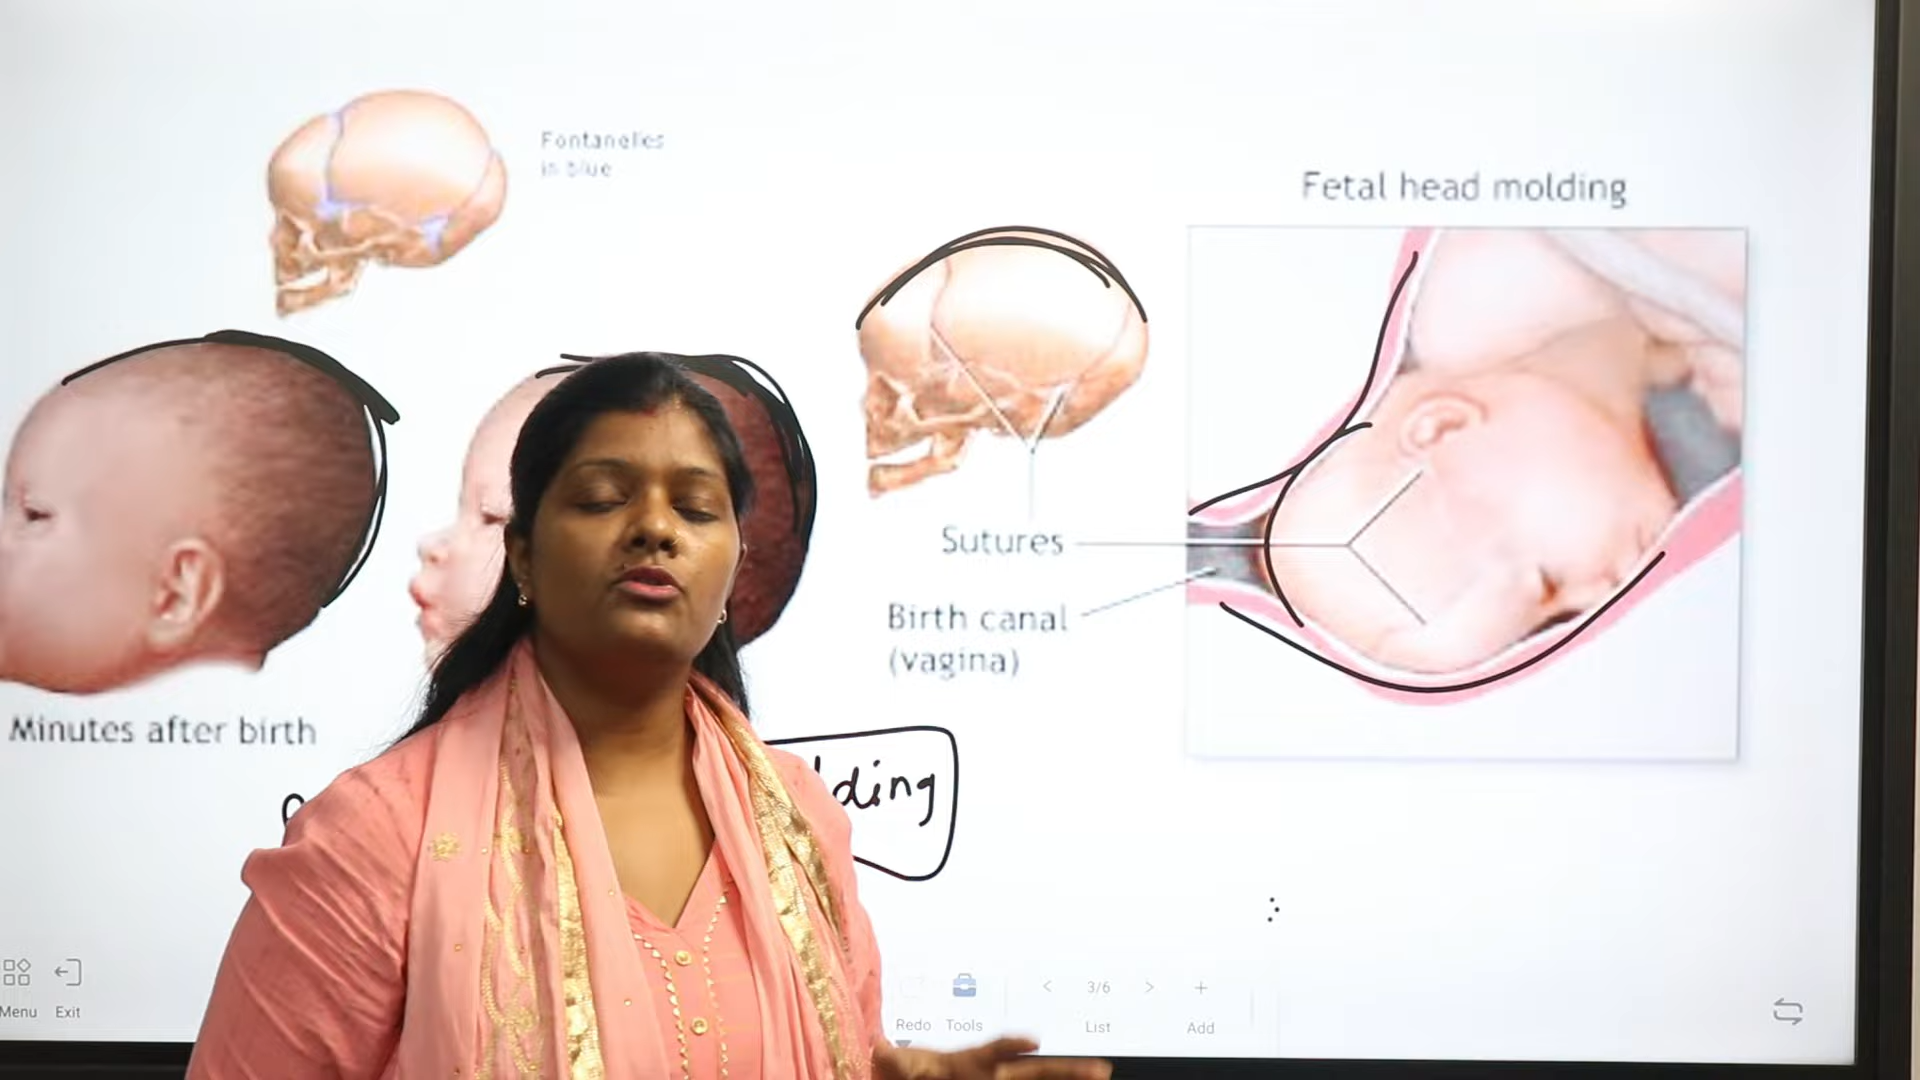 Fontanelles
in blue
Fetal head molding
Sutures
Birth canal
(vagina)
Minutes after birth
lding
Menu
Exit
Redo
Tools
3/6
List
Add